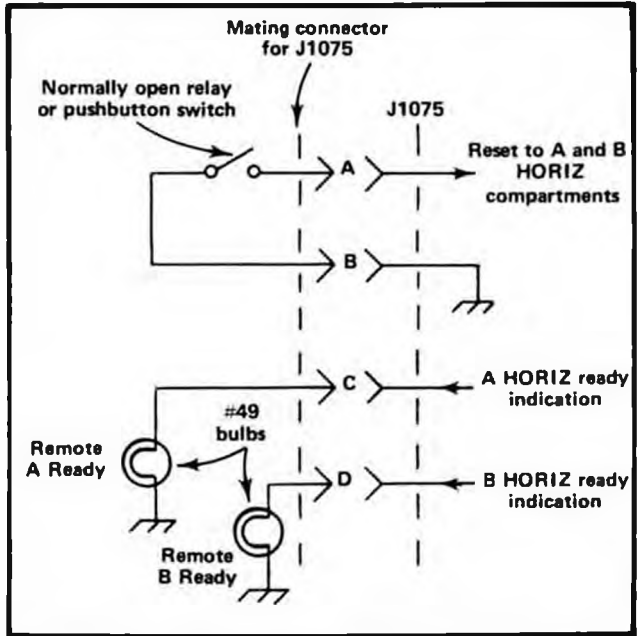 Mating connector
for J1075
Normally open relay
or pushbutton switch
J1075
A
Reset to A and B
HORIZ
compartments
B
C
A HORIZ ready
indication
#49
bulbs
Remote
A Ready
D
B HORIZ ready
indication
Remote
B Ready